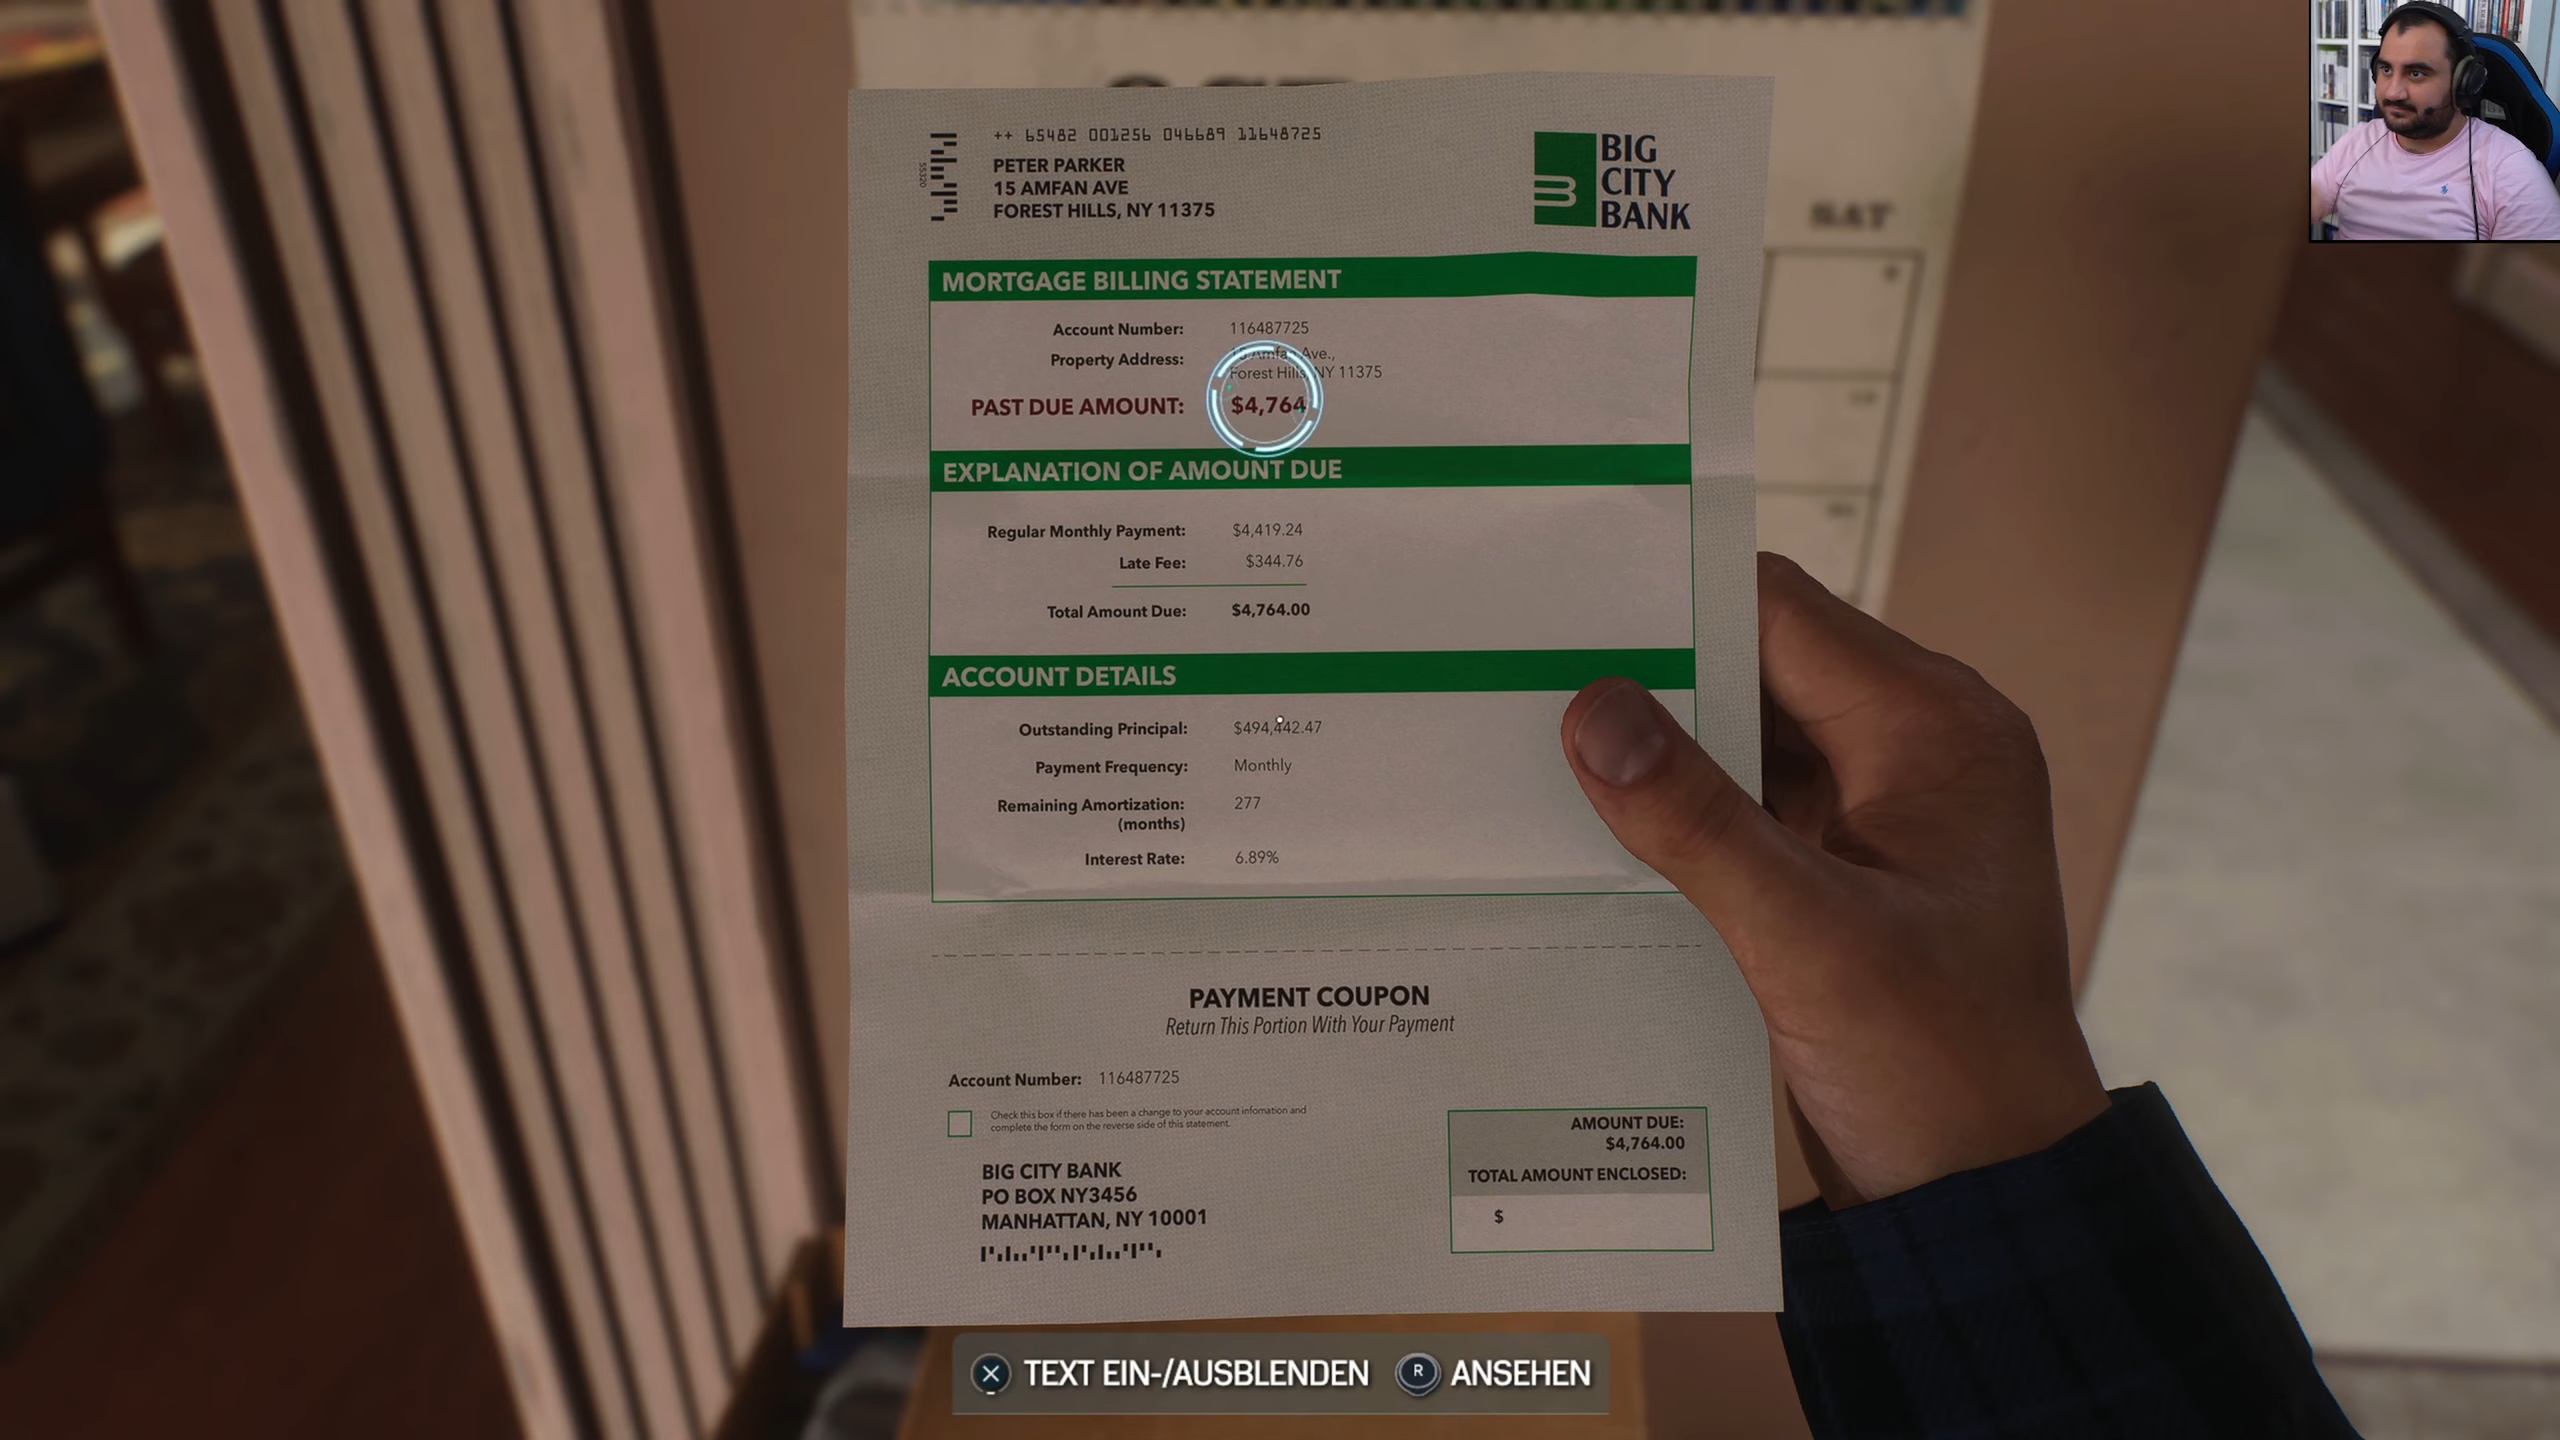 ++ 65482 001256 046689 11648725
PETER PARKER
15 AMFAN AVE
FOREST HILLS, NY 11375
55320
BIG
CITY
BANK
SAT
MORTGAGE BILLING STATEMENT
Account Number: 116487725
Property Address: 15 Amfan Ave.,
Forest Hills, NY 11375
PAST DUE AMOUNT: $4,764
EXPLANATION OF AMOUNT DUE
Regular Monthly Payment: $4,419.24
Late Fee: $344.76
Total Amount Due: $4,764.00
ACCOUNT DETAILS
Outstanding Principal: $494,442.47
Payment Frequency: Monthly
Remaining Amortization: 277
(months)
Interest Rate: 6.89%
PAYMENT COUPON
Return This Portion With Your Payment
Account Number: 116487725
Check this box if there has been a change to your account infomation and
complete the form on the reverse side of this statement.
BIG CITY BANK
PO BOX NY3456
MANHATTAN, NY 10001
AMOUNT DUE:
$4,764.00
TOTAL AMOUNT ENCLOSED:
$
TEXT EIN-/AUSBLENDEN R ANSEHEN